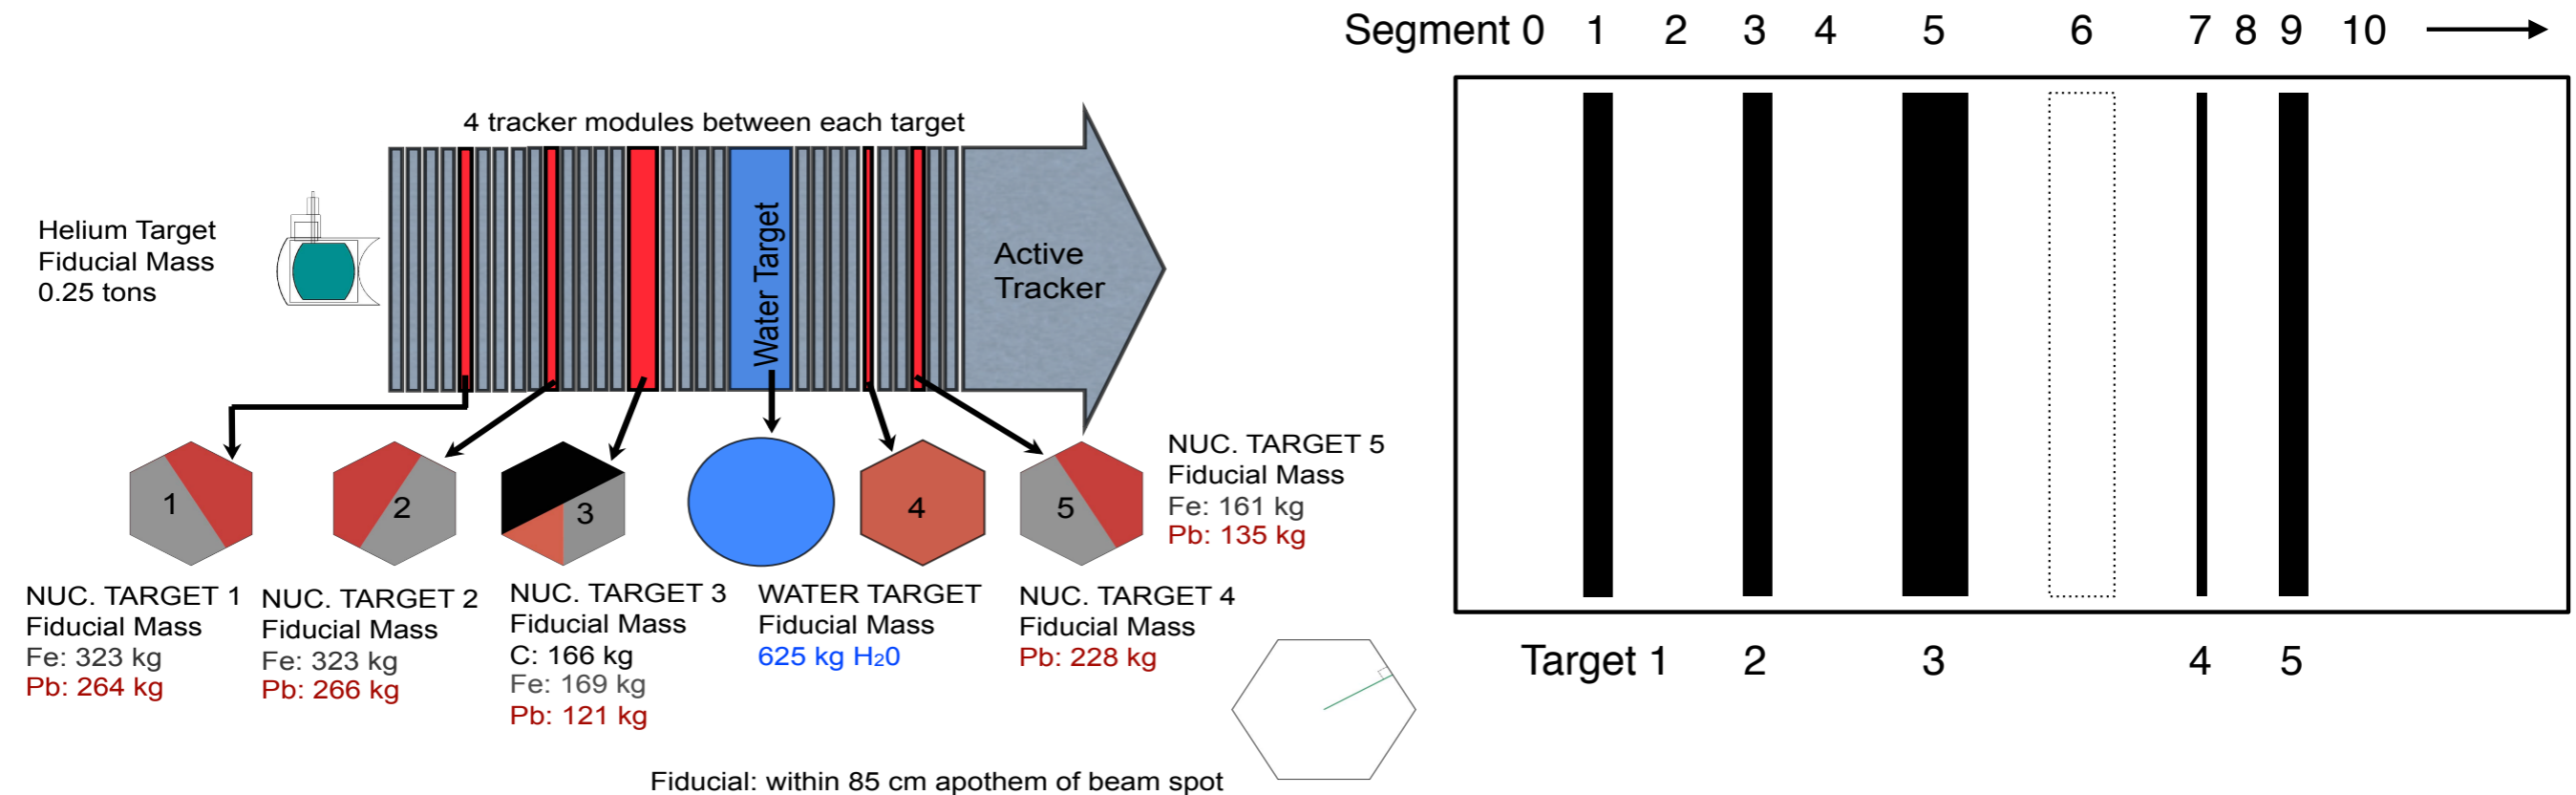 Segment 0 1 2 3 4 5 6 7 8 9 10
4 tracker modules between each target
Helium Target
Fiducial Mass
0.25 tons
Water Target
Active
Tracker
1
2
3
4
5
NUC. TARGET 5
Fiducial Mass
Fe: 161 kg
Pb: 135 kg
NUC. TARGET 1
Fiducial Mass
Fe: 323 kg
Pb: 264 kg
NUC. TARGET 2
Fiducial Mass
Fe: 323 kg
Pb: 266 kg
NUC. TARGET 3
Fiducial Mass
C: 166 kg
Fe: 169 kg
Pb: 121 kg
WATER TARGET
Fiducial Mass
625 kg H₂0
NUC. TARGET 4
Fiducial Mass
Pb: 228 kg
Target 1 2 3 4 5
Fiducial: within 85 cm apothem of beam spot